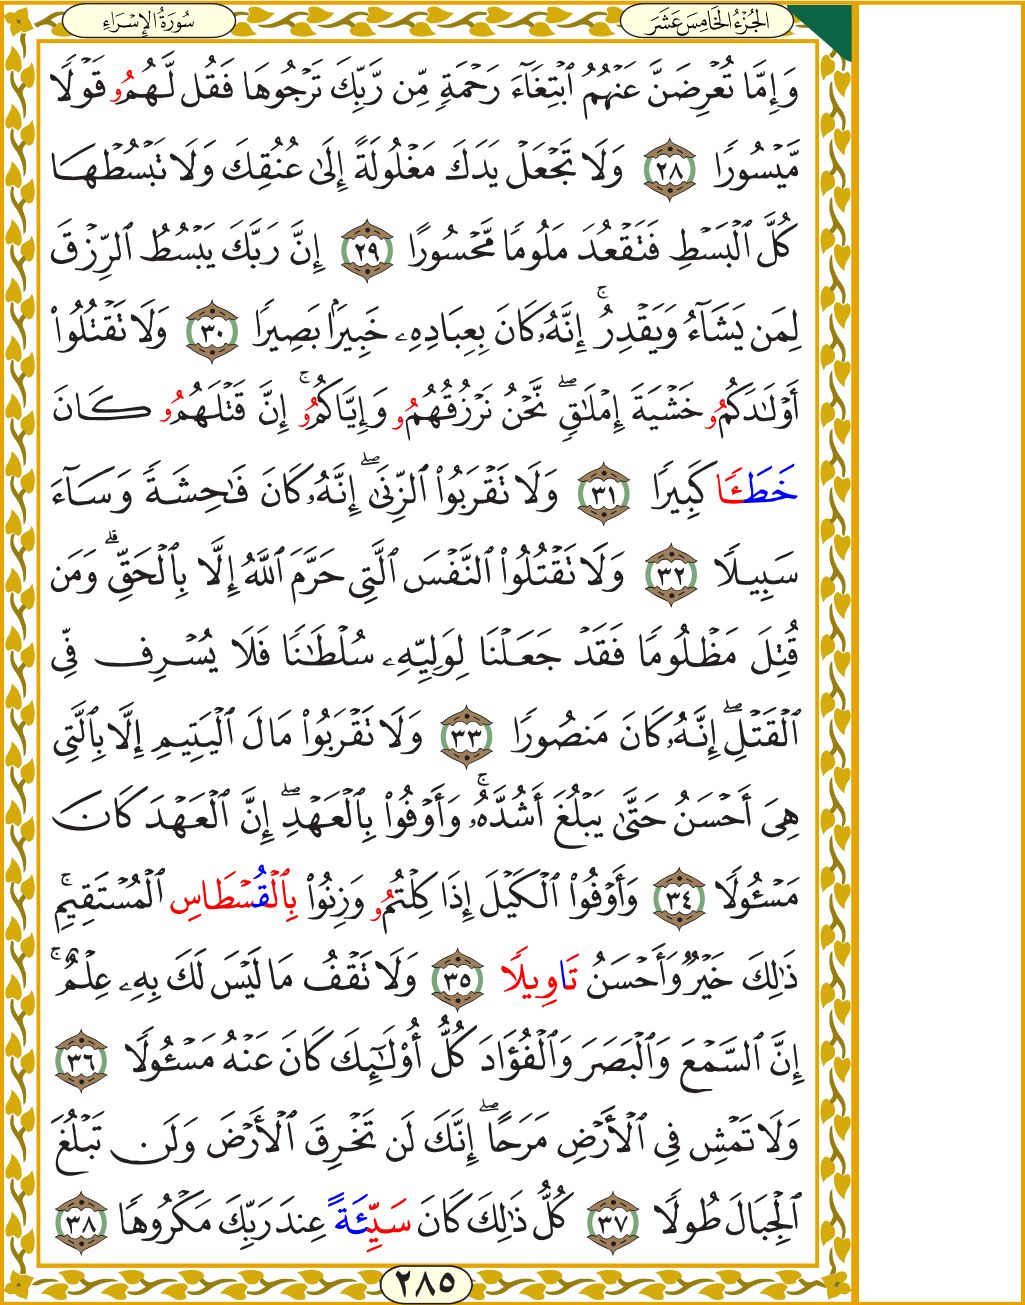 الجُزْءُ الخَامِسَ عَشَرَ
سُورَةُ الإِسْرَاءِ
وَإِمَّا تُعْرِضَنَّ عَنْهُمُ ٱبْتِغَآءَ رَحْمَةٖ مِّن رَّبِّكَ تَرْجُوهَا فَقُل لَّهُمُۥ قَوْلٗا
مَّيْسُورٗا ٢٨ وَلَا تَجْعَلْ يَدَكَ مَغْلُولَةً إِلَىٰ عُنُقِكَ وَلَا تَبْسُطْهَا
كُلَّ ٱلْبَسْطِ فَتَقْعُدَ مَلُومٗا مَّحْسُورًا ٢٩ إِنَّ رَبَّكَ يَبْسُطُ ٱلرِّزْقَ
لِمَن يَشَآءُ وَيَقْدِرُۚ إِنَّهُۥ كَانَ بِعِبَادِهِۦ خَبِيرَۢا بَصِيرٗا ٣٠ وَلَا تَقْتُلُوٓا۟
أَوْلَٰدَكُمُۥ خَشْيَةَ إِمْلَٰقٖۖ نَّحْنُ نَرْزُقُهُمُۥ وَإِيَّاكُمُۥۚ إِنَّ قَتْلَهُمُۥ كَانَ
خَطَـٔٗا كَبِيرٗا ٣١ وَلَا تَقْرَبُوا۟ ٱلزِّنَىٰٓۖ إِنَّهُۥ كَانَ فَٰحِشَةٗ وَسَآءَ
سَبِيلٗا ٣٢ وَلَا تَقْتُلُوا۟ ٱلنَّفْسَ ٱلَّتِي حَرَّمَ ٱللَّهُ إِلَّا بِٱلْحَقِّۗ وَمَن
قُتِلَ مَظْلُومٗا فَقَدْ جَعَلْنَا لِوَلِيِّهِۦ سُلْطَٰنٗا فَلَا يُسْرِف فِّي
ٱلْقَتْلِۖ إِنَّهُۥ كَانَ مَنصُورٗا ٣٣ وَلَا تَقْرَبُوا۟ مَالَ ٱلْيَتِيمِ إِلَّا بِٱلَّتِي
هِيَ أَحْسَنُ حَتَّىٰ يَبْلُغَ أَشُدَّهُۥۚ وَأَوْفُوا۟ بِٱلْعَهْدِۖ إِنَّ ٱلْعَهْدَ كَانَ
مَسْـُٔولٗا ٣٤ وَأَوْفُوا۟ ٱلْكَيْلَ إِذَا كِلْتُمُۥ وَزِنُوا۟ بِٱلْقُسْطَاسِ ٱلْمُسْتَقِيمِۚ
ذَٰلِكَ خَيْرٞ وَأَحْسَنُ تَاوِيلٗا ٣٥ وَلَا تَقْفُ مَا لَيْسَ لَكَ بِهِۦ عِلْمٌۚ
إِنَّ ٱلسَّمْعَ وَٱلْبَصَرَ وَٱلْفُؤَادَ كُلُّ أُو۟لَٰٓئِكَ كَانَ عَنْهُ مَسْـُٔولٗا ٣٦
وَلَا تَمْشِ فِي ٱلْأَرْضِ مَرَحًاۖ إِنَّكَ لَن تَخْرِقَ ٱلْأَرْضَ وَلَن تَبْلُغَ
ٱلْجِبَالَ طُولٗا ٣٧ كُلُّ ذَٰلِكَ كَانَ سَيِّئَةً عِندَ رَبِّكَ مَكْرُوهٗا ٣٨
٢٨٥